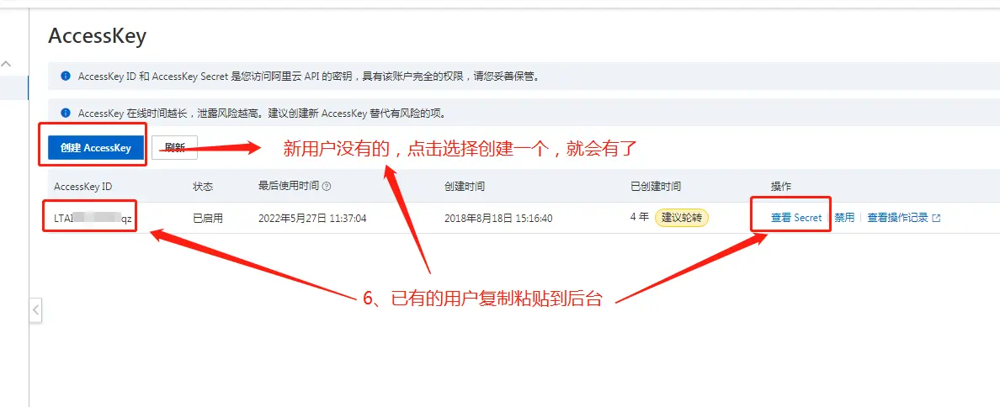 AccessKey
AccessKey ID 和 AccessKey Secret 是您访问阿里云 API 的密钥，具有该账户完全的权限，请您妥善保管。
AccessKey 在线时间越长，泄露风险越高。建议创建新 AccessKey 替代有风险的项。
创建 AccessKey 刷新 新用户没有的，点击选择创建一个，就会有了
AccessKey ID 状态 最后使用时间 创建时间 已创建时间 操作
LTAI qz 已启用 2022年5月27日 11:37:04 2018年8月18日 15:16:40 4 年 建议轮转 查看 Secret 禁用 查看操作记录
6、已有的用户复制粘贴到后台